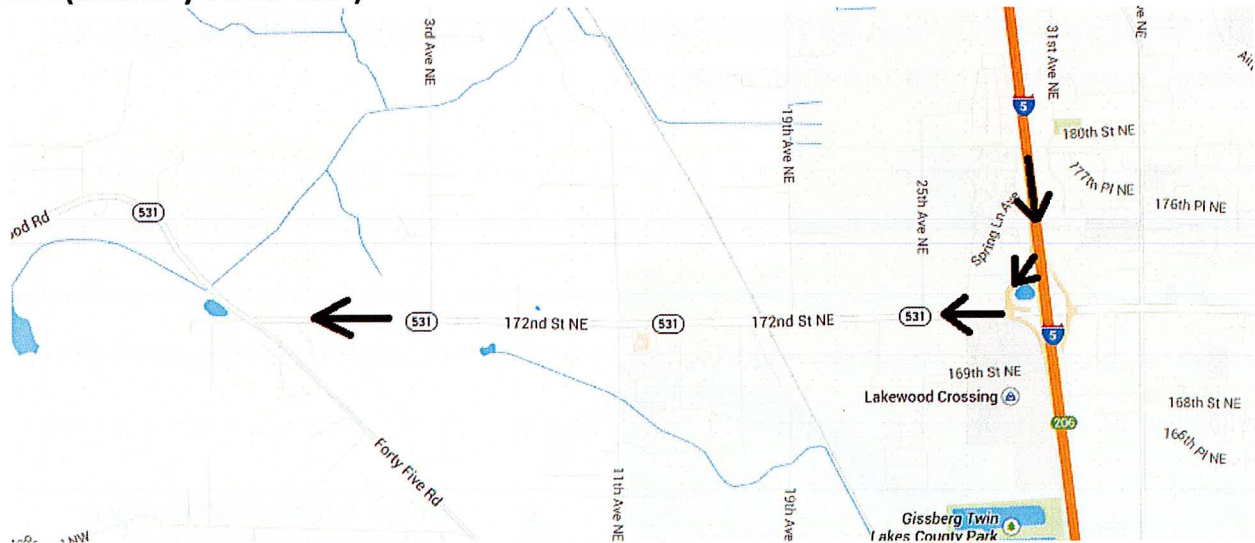 3rd Ave NE
31st Ave NE
5
180th St NE
19th Ave NE
177th Pl NE
25th Ave NE
176th Pl NE
531
Spring Ln Ave
531
172nd St NE
531
172nd St NE
531
5
169th St NE
Lakewood Crossing
168th St NE
206
Forty Five Rd
11th Ave NE
19th Ave
Gissberg Twin
Lakes County Park